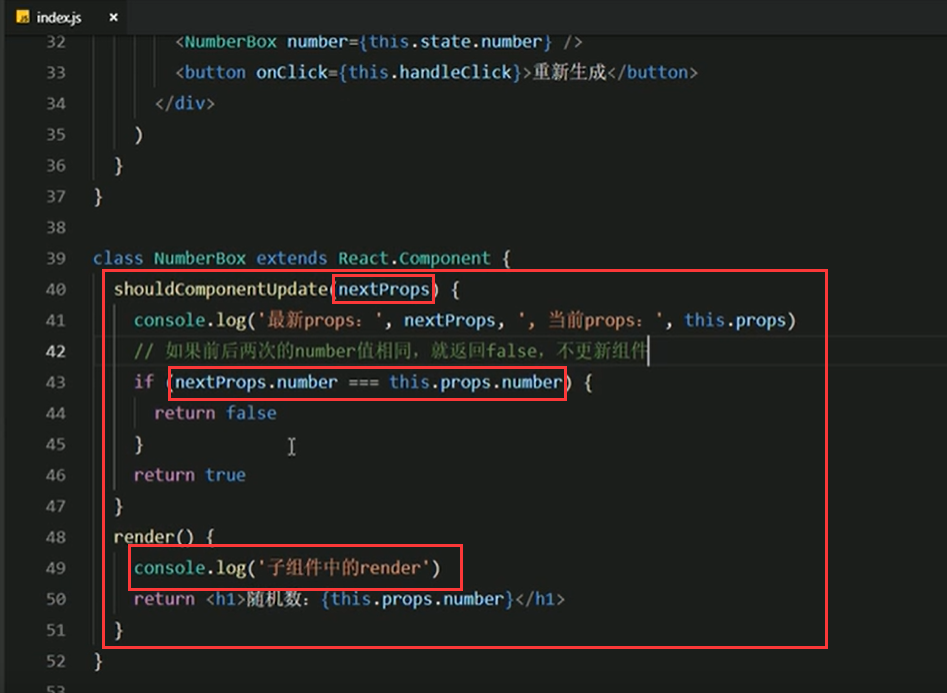 index.js ×
32 <NumberBox number={this.state.number} />
33 <button onClick={this.handleClick}>重新生成</button>
34 </div>
35 )
36 }
37 }
38
39 class NumberBox extends React.Component {
40 shouldComponentUpdate(nextProps) {
41 console.log('最新props：', nextProps, ', 当前props：', this.props)
42 // 如果前后两次的number值相同，就返回false，不更新组件
43 if (nextProps.number === this.props.number) {
44 return false
45 }
46 return true
47 }
48 render() {
49 console.log('子组件中的render')
50 return <h1>随机数：{this.props.number}</h1>
51 }
52 }
53